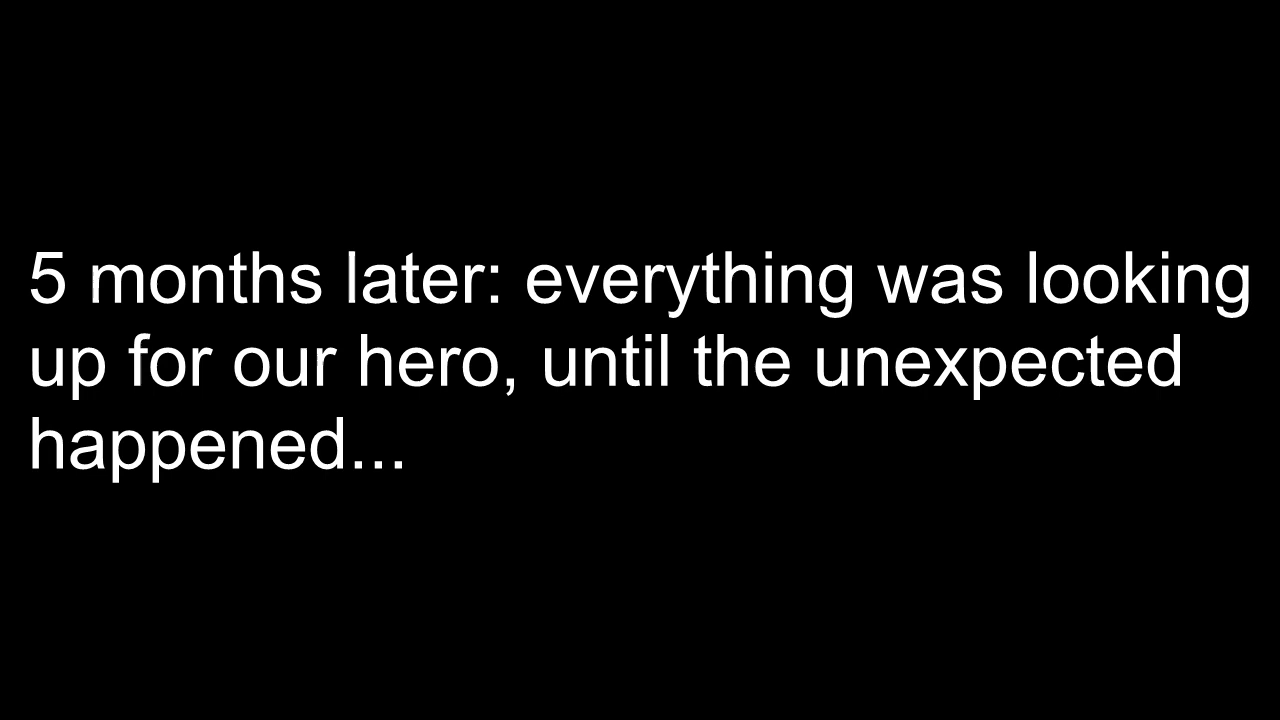 5 months later: everything was looking
up for our hero, until the unexpected
happened...